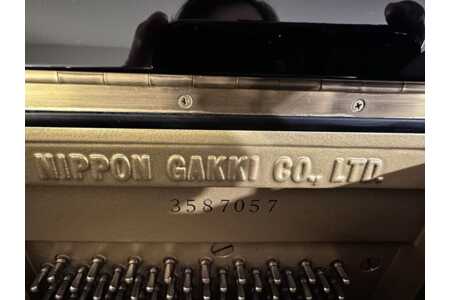 NIPPON GAKKI CO., LTD.
3587057